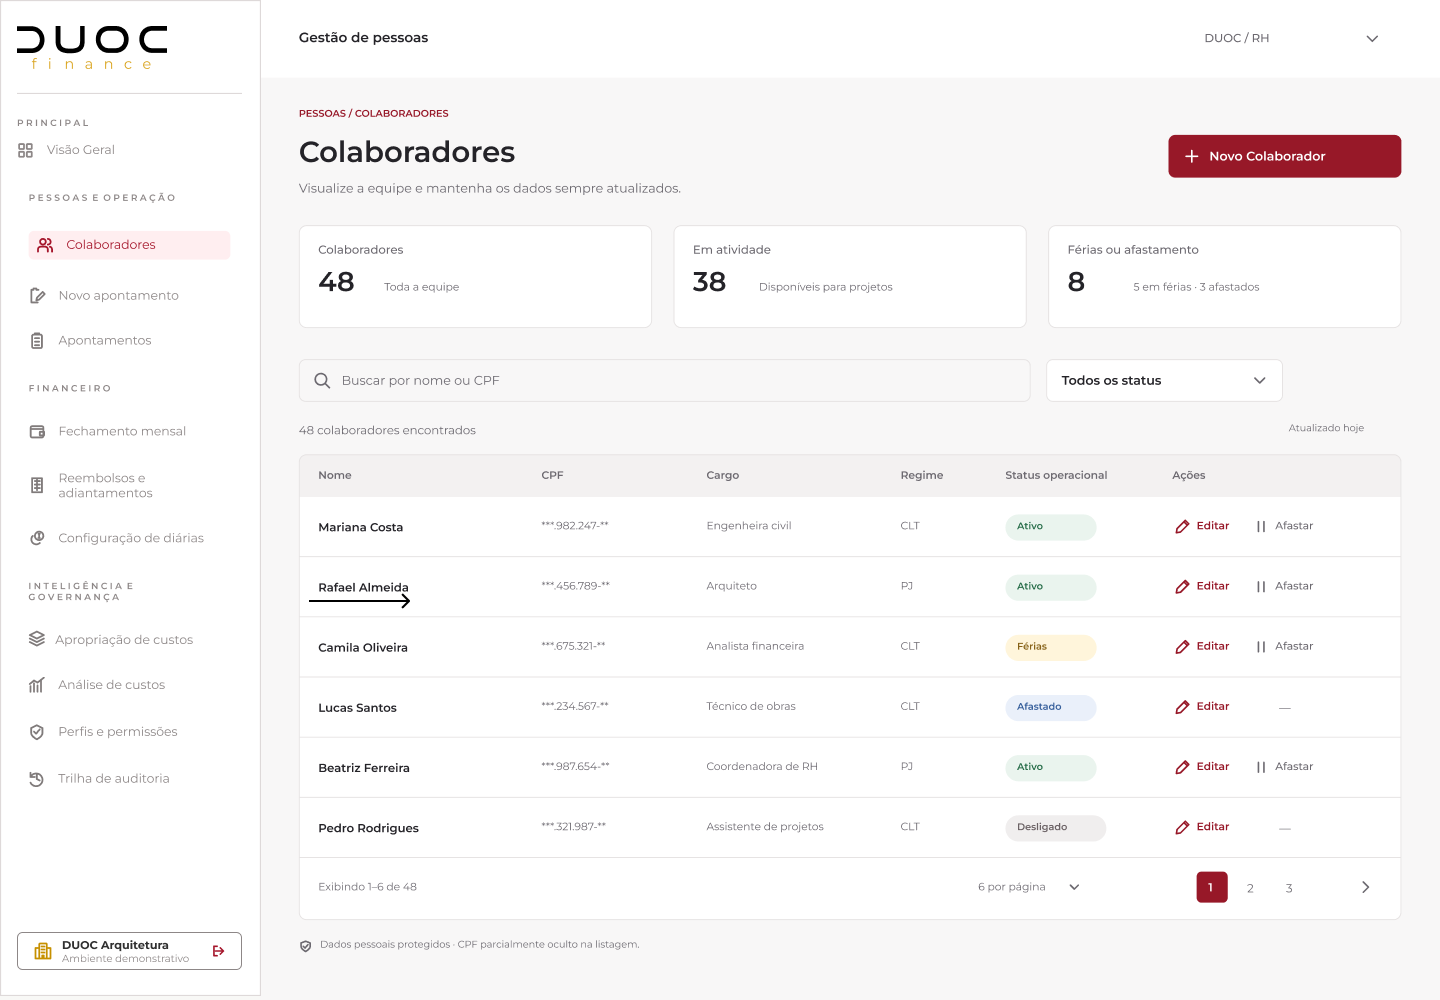 DUOC
finance
PRINCIPAL
Visão Geral
PESSOAS E OPERAÇÃO
Colaboradores
Novo apontamento
Apontamentos
FINANCEIRO
Fechamento mensal
Reembolsos e
adiantamentos
Configuração de diárias
INTELIGÊNCIA E
GOVERNANÇA
Apropriação de custos
Análise de custos
Perfis e permissões
Trilha de auditoria
DUOC Arquitetura
Ambiente demonstrativo
Gestão de pessoas
DUOC / RH
PESSOAS / COLABORADORES
Colaboradores
Visualize a equipe e mantenha os dados sempre atualizados.
Novo Colaborador
Colaboradores
48 Toda a equipe
Em atividade
38 Disponíveis para projetos
Férias ou afastamento
8 5 em férias · 3 afastados
Buscar por nome ou CPF
Todos os status
48 colaboradores encontrados
Atualizado hoje
Nome CPF Cargo Regime Status operacional Ações
Mariana Costa ***.982.247-** Engenheira civil CLT Ativo Editar Afastar
Rafael Almeida ***.456.789-** Arquiteto PJ Ativo Editar Afastar
Camila Oliveira ***.675.321-** Analista financeira CLT Férias Editar Afastar
Lucas Santos ***.234.567-** Técnico de obras CLT Afastado Editar —
Beatriz Ferreira ***.987.654-** Coordenadora de RH PJ Ativo Editar Afastar
Pedro Rodrigues ***.321.987-** Assistente de projetos CLT Desligado Editar —
Exibindo 1–6 de 48 6 por página 1 2 3
Dados pessoais protegidos · CPF parcialmente oculto na listagem.